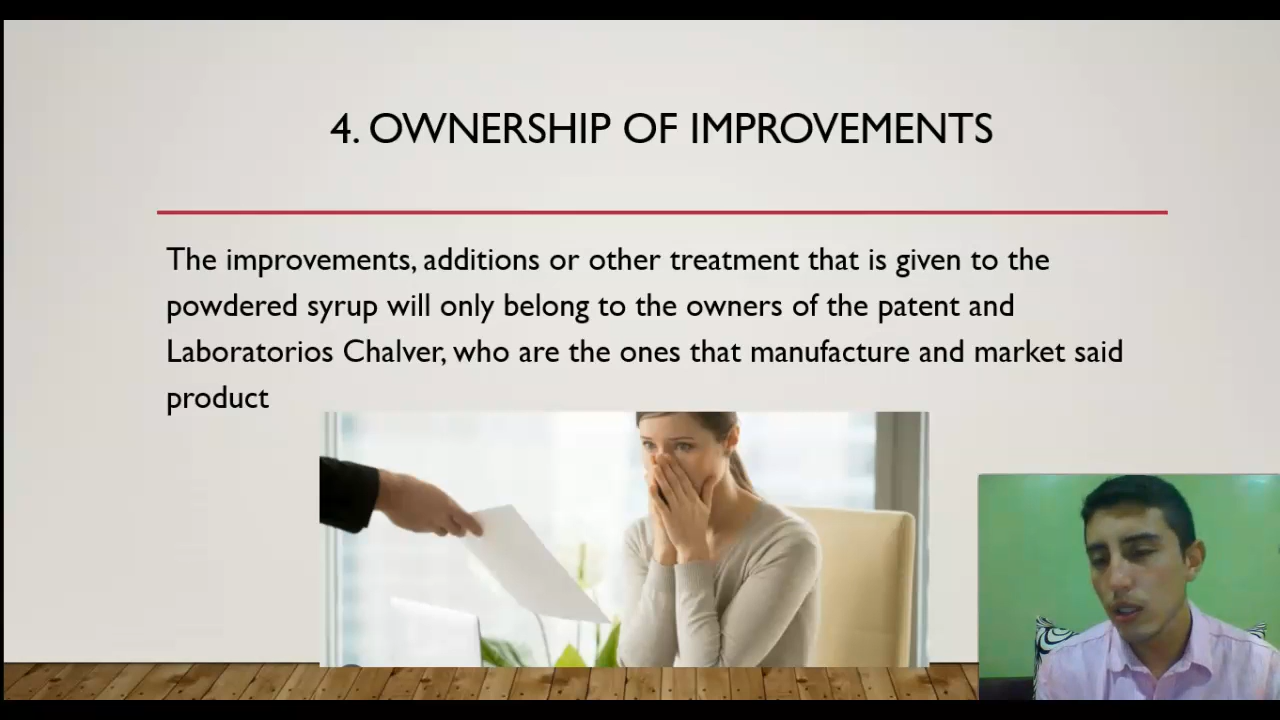 4. OWNERSHIP OF IMPROVEMENTS
The improvements, additions or other treatment that is given to the
powdered syrup will only belong to the owners of the patent and
Laboratorios Chalver, who are the ones that manufacture and market said
product